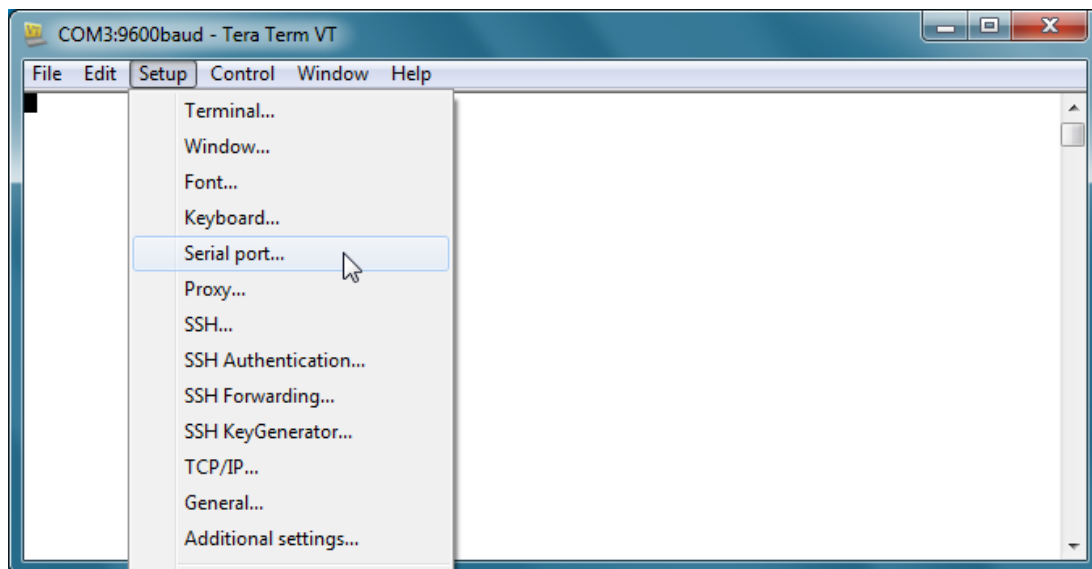 COM3:9600baud - Tera Term VT
File Edit Setup Control Window Help
Terminal...
Window...
Font...
Keyboard...
Serial port...
Proxy...
SSH...
SSH Authentication...
SSH Forwarding...
SSH KeyGenerator...
TCP/IP...
General...
Additional settings...